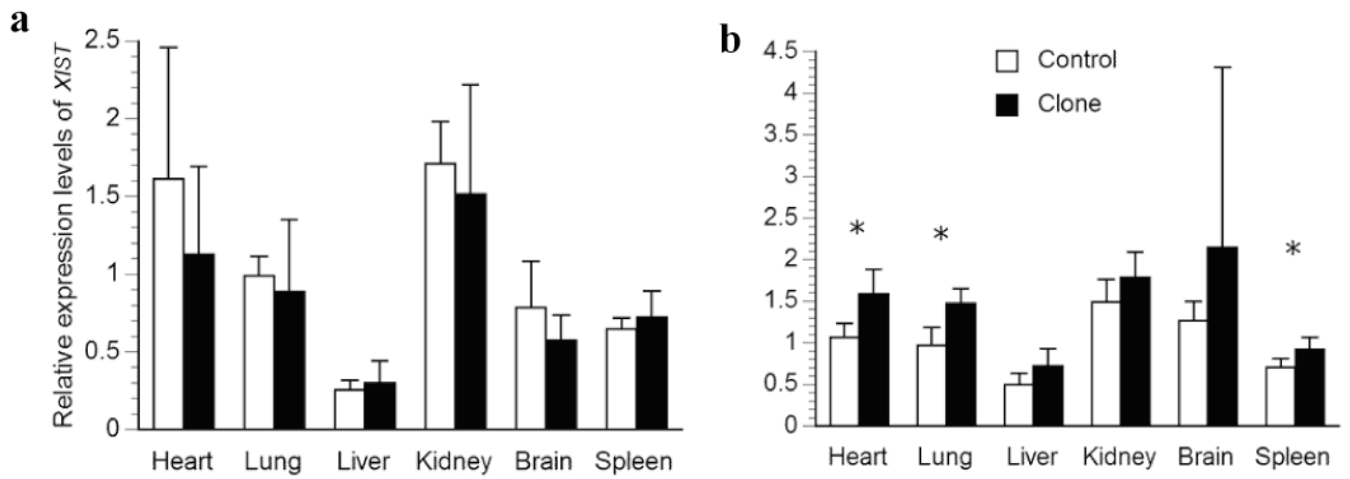 a
Relative expression levels of XIST
2.5
2
1.5
1
0.5
0
Heart Lung Liver Kidney Brain Spleen
b
4.5
4
3.5
3
2.5
2
1.5
1
0.5
0
Control
Clone
*
*
*
Heart Lung Liver Kidney Brain Spleen